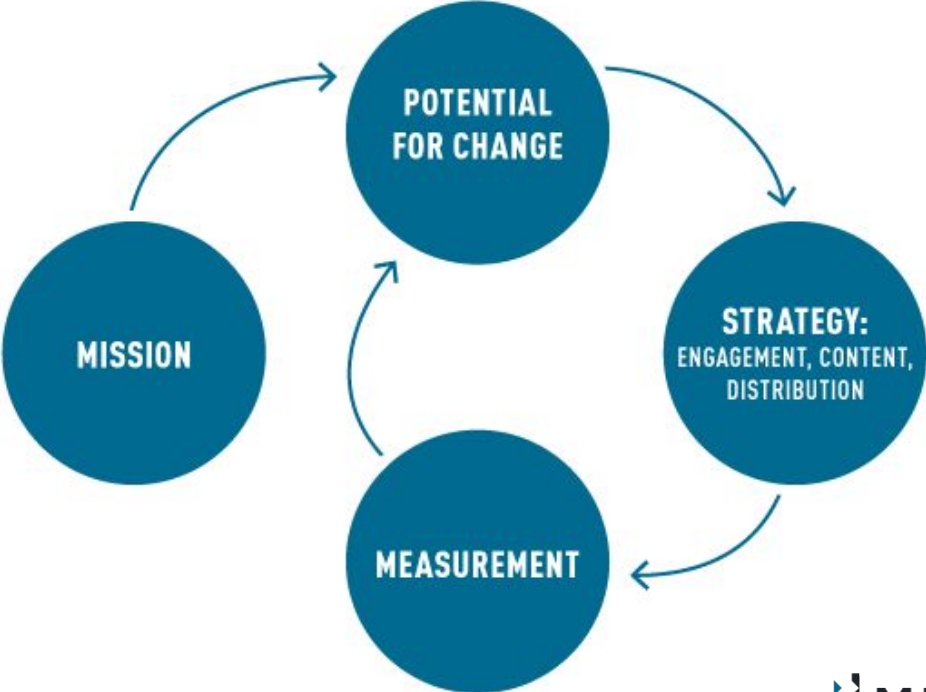 POTENTIAL
FOR CHANGE
MISSION
STRATEGY:
ENGAGEMENT, CONTENT,
DISTRIBUTION
MEASUREMENT